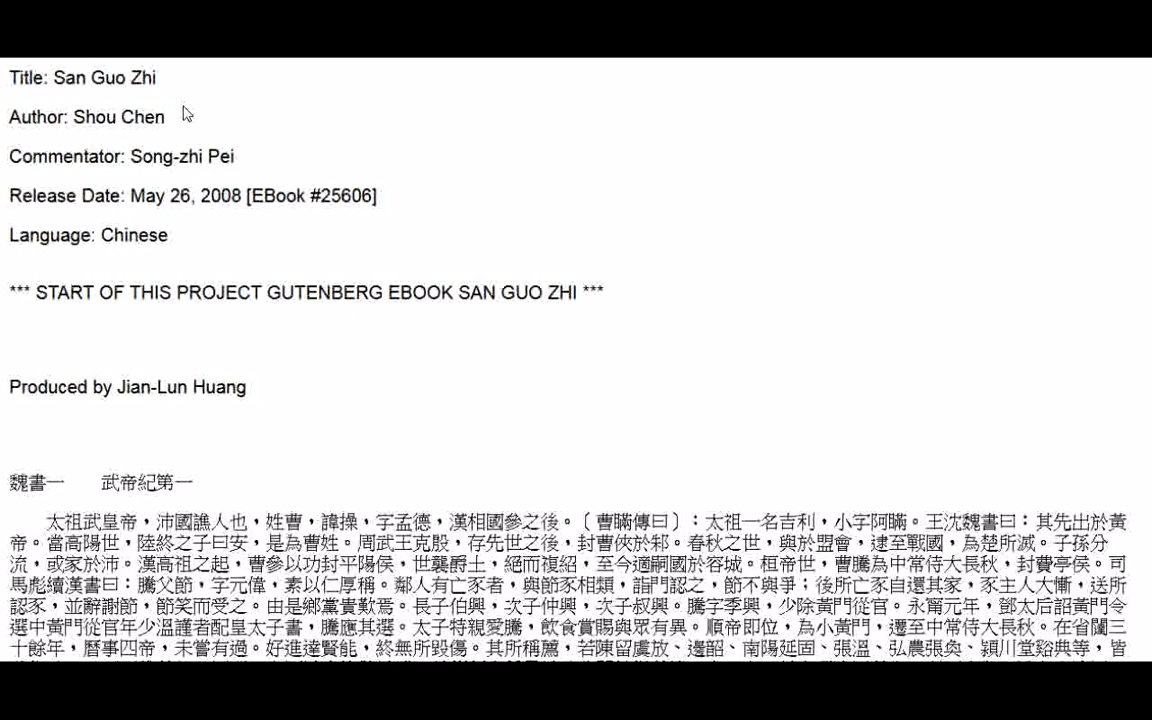 Title: San Guo Zhi
Author: Shou Chen
Commentator: Song-zhi Pei
Release Date: May 26, 2008 [EBook #25606]
Language: Chinese
*** START OF THIS PROJECT GUTENBERG EBOOK SAN GUO ZHI ***
Produced by Jian-Lun Huang
魏書一　　武帝紀第一
　　太祖武皇帝，沛國譙人也，姓曹，諱操，字孟德，漢相國參之後。〔曹瞞傳曰〕：太祖一名吉利，小字阿瞞。王沈魏書曰：其先出於黃
帝。當高陽世，陸終之子曰安，是為曹姓。周武王克殷，存先世之後，封曹俠於邾。春秋之世，與於盟會，逮至戰國，為楚所滅。子孫分
流，或家於沛。漢高祖之起，曹參以功封平陽侯，世襲爵土，絕而複紹，至今適嗣國於容城。桓帝世，曹騰為中常侍大長秋，封費亭侯。司
馬彪續漢書曰：騰父節，字元偉，素以仁厚稱。鄰人有亡豕者，與節豕相類，詣門認之，節不與爭；後所亡豕自還其家，豕主人大慚，送所
認豕，並辭謝節，節笑而受之。由是鄉黨貴歎焉。長子伯興，次子仲興，次子叔興。騰字季興，少除黃門從官。永甯元年，鄧太后詔黃門令
選中黃門從官年少溫謹者配皇太子書，騰應其選。太子特親愛騰，飲食賞賜與眾有異。順帝即位，為小黃門，遷至中常侍大長秋。在省闥三
十餘年，曆事四帝，未嘗有過。好進達賢能，終無所毀傷。其所稱薦，若陳留虞放、邊韶、南陽延固、張溫、弘農張奐、潁川堂谿典等，皆